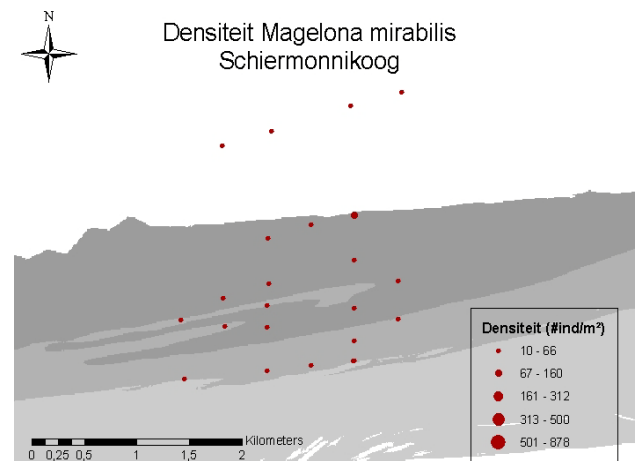 N
Densiteit Magelona mirabilis
Schiermonnikoog
Densiteit (#ind/m²)
10 - 66
67 - 160
161 - 312
313 - 500
501 - 878
Kilometers
0 0,25 0,5 1 1,5 2